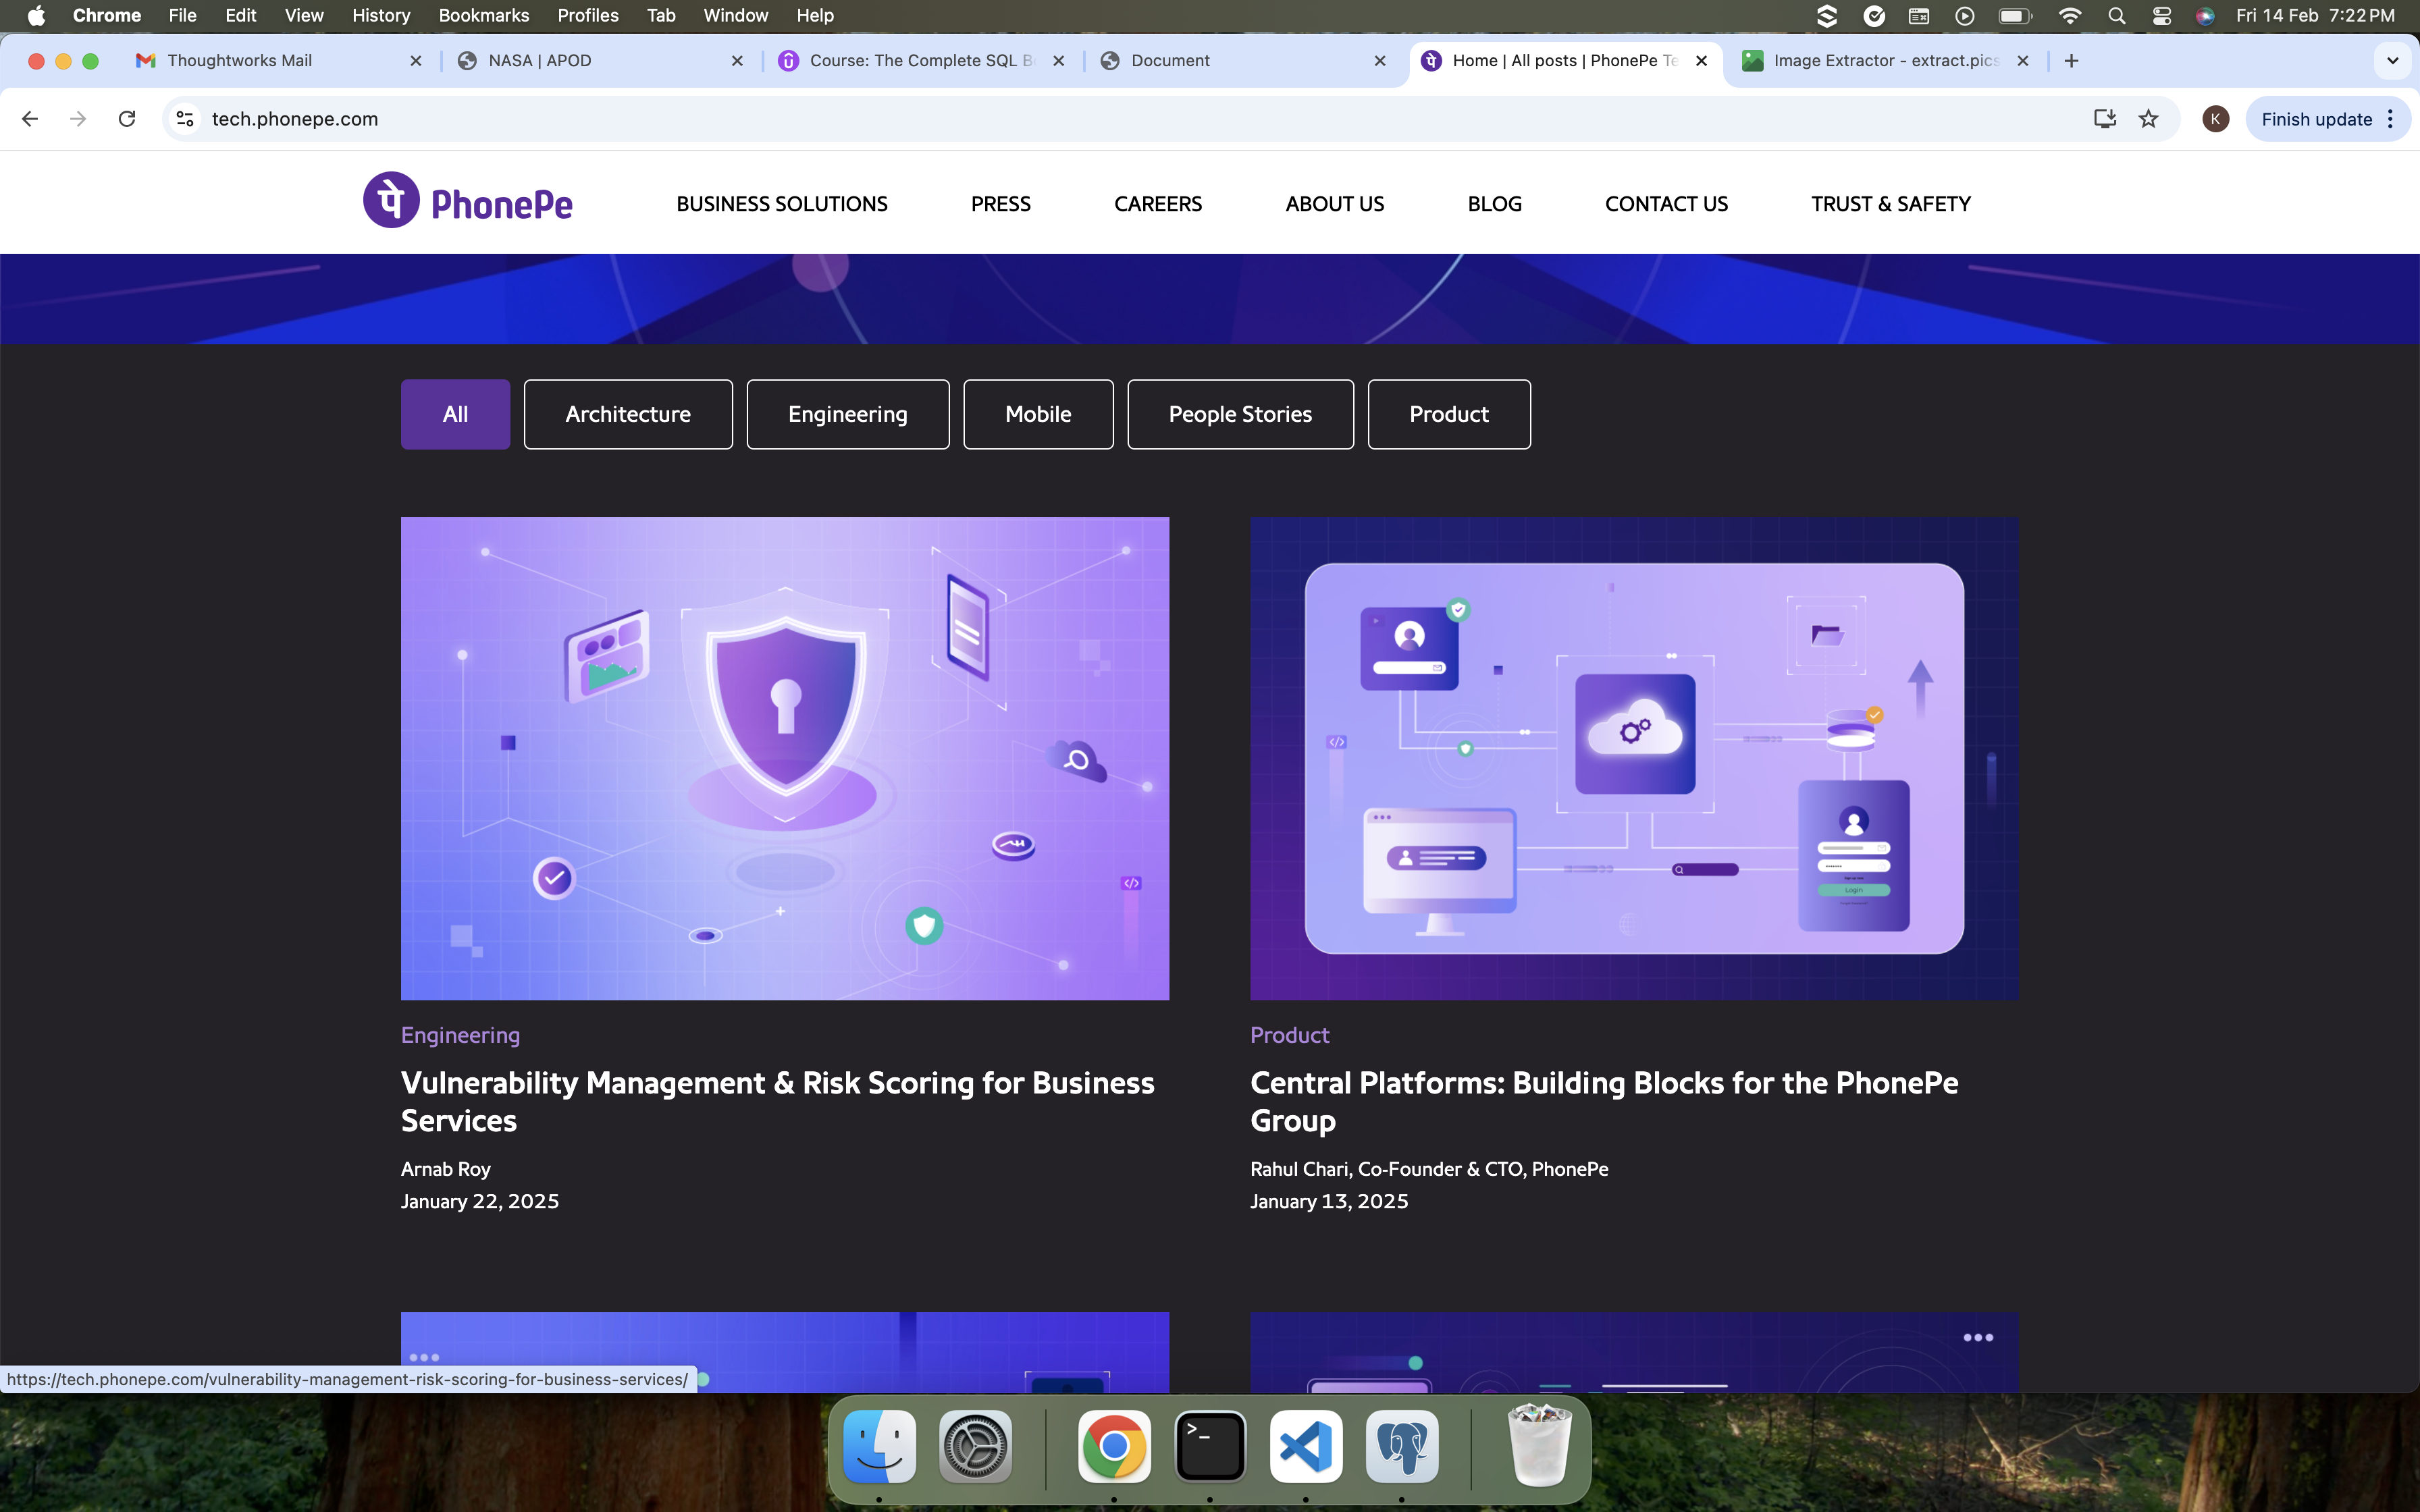 Chrome File Edit View History Bookmarks Profiles Tab Window Help Fri 14 Feb 7:22 PM
Thoughtworks Mail NASA | APOD Course: The Complete SQL B Document Home | All posts | PhonePe Te Image Extractor - extract.pics
tech.phonepe.com K Finish update
पे PhonePe BUSINESS SOLUTIONS PRESS CAREERS ABOUT US BLOG CONTACT US TRUST & SAFETY
All Architecture Engineering Mobile People Stories Product
Login
Engineering
Vulnerability Management & Risk Scoring for Business
Services
Arnab Roy
January 22, 2025
Product
Central Platforms: Building Blocks for the PhonePe
Group
Rahul Chari, Co-Founder & CTO, PhonePe
January 13, 2025
https://tech.phonepe.com/vulnerability-management-risk-scoring-for-business-services/